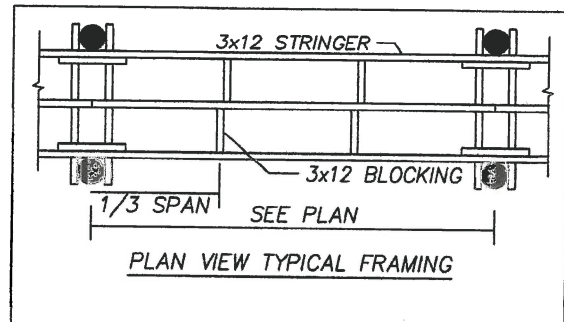 3x12 STRINGER
3x12 BLOCKING
1/3 SPAN
SEE PLAN
PLAN VIEW TYPICAL FRAMING